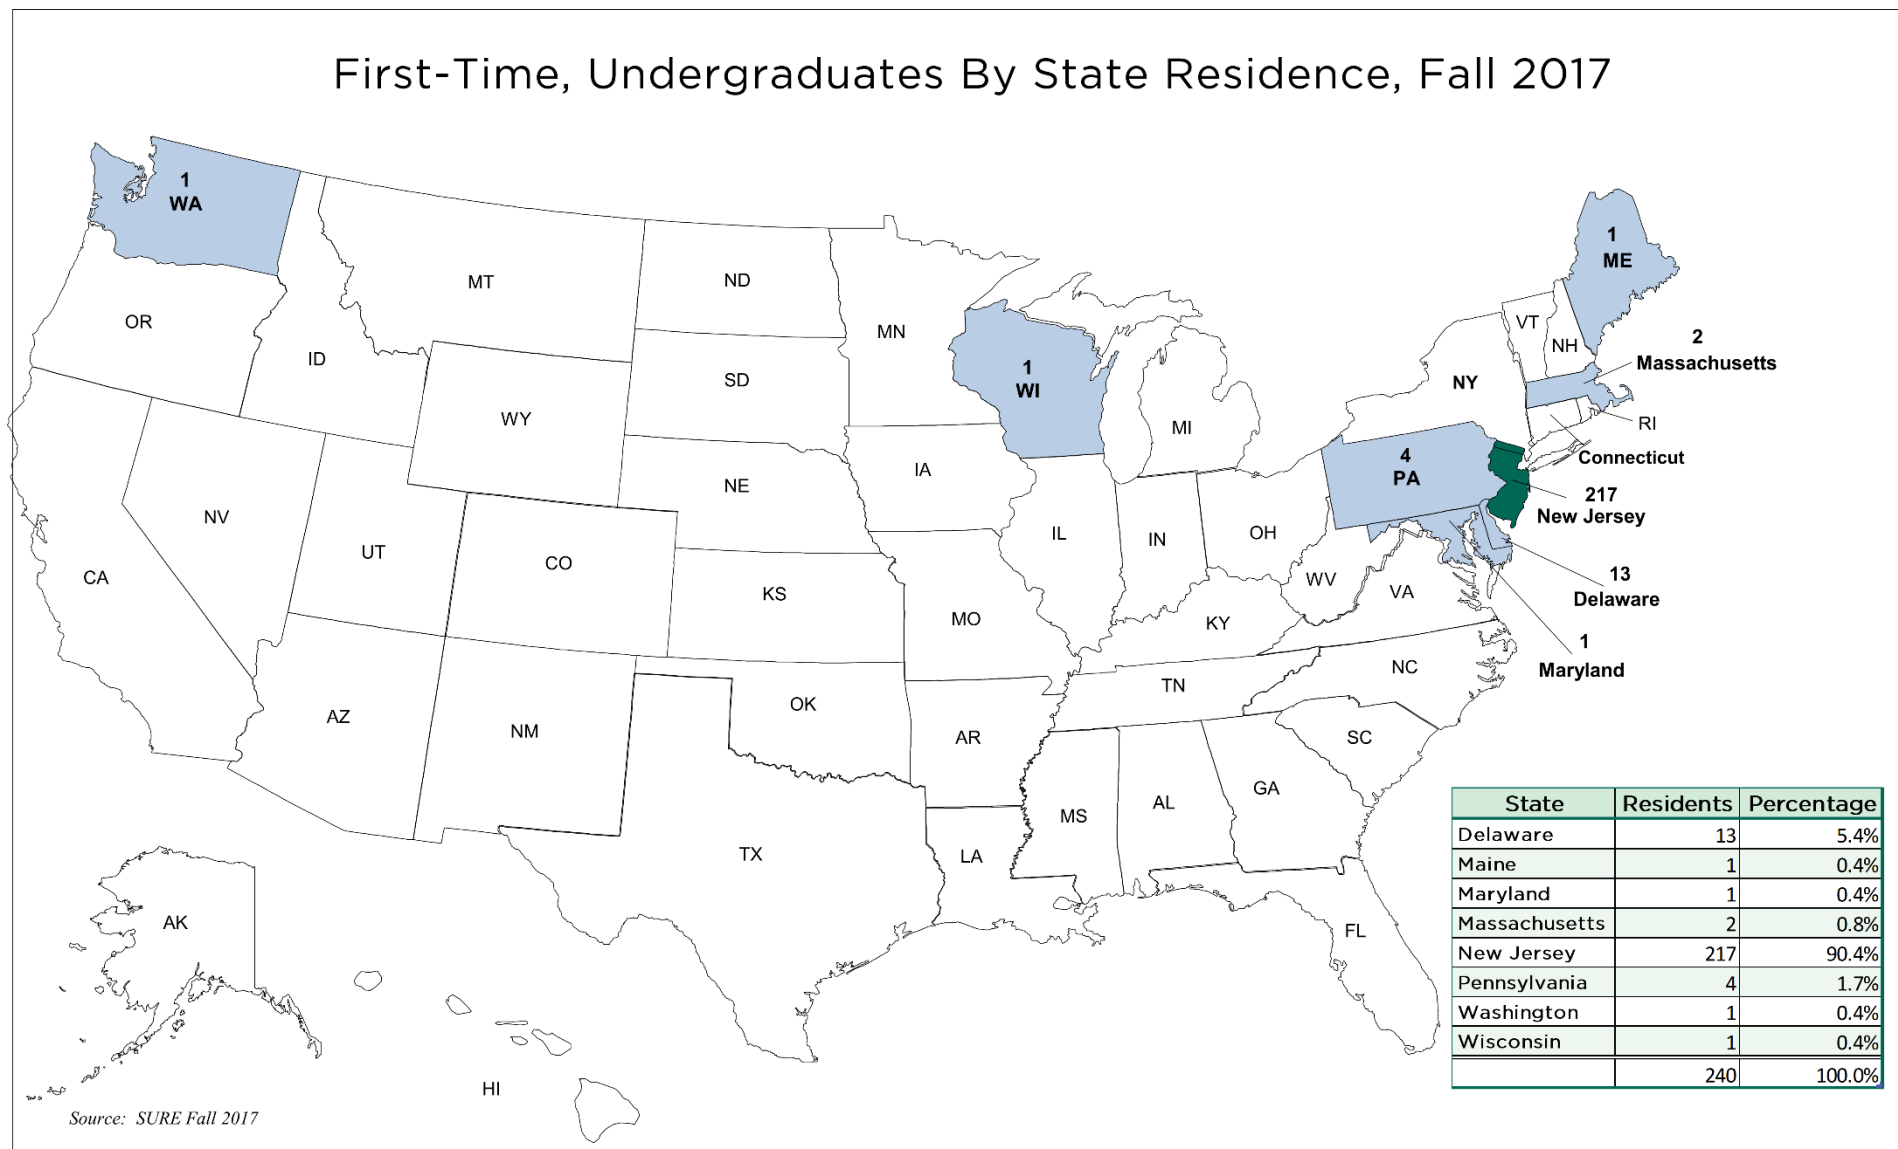 First-Time, Undergraduates By State Residence, Fall 2017
1
WA
1
ME
MT
ND
OR
MN
VT
NH
2
Massachusetts
ID
SD
1
WI
NY
WY
MI
RI
IA
4
PA
Connecticut
NE
217
New Jersey
NV
UT
CO
IL
IN
OH
CA
KS
WV
VA
13
Delaware
MO
KY
1
Maryland
NC
TN
AZ
NM
OK
AR
SC
MS
AL
GA
TX
LA
FL
AK
HI
State Residents Percentage
Delaware 13 5.4%
Maine 1 0.4%
Maryland 1 0.4%
Massachusetts 2 0.8%
New Jersey 217 90.4%
Pennsylvania 4 1.7%
Washington 1 0.4%
Wisconsin 1 0.4%
240 100.0%
Source: SURE Fall 2017